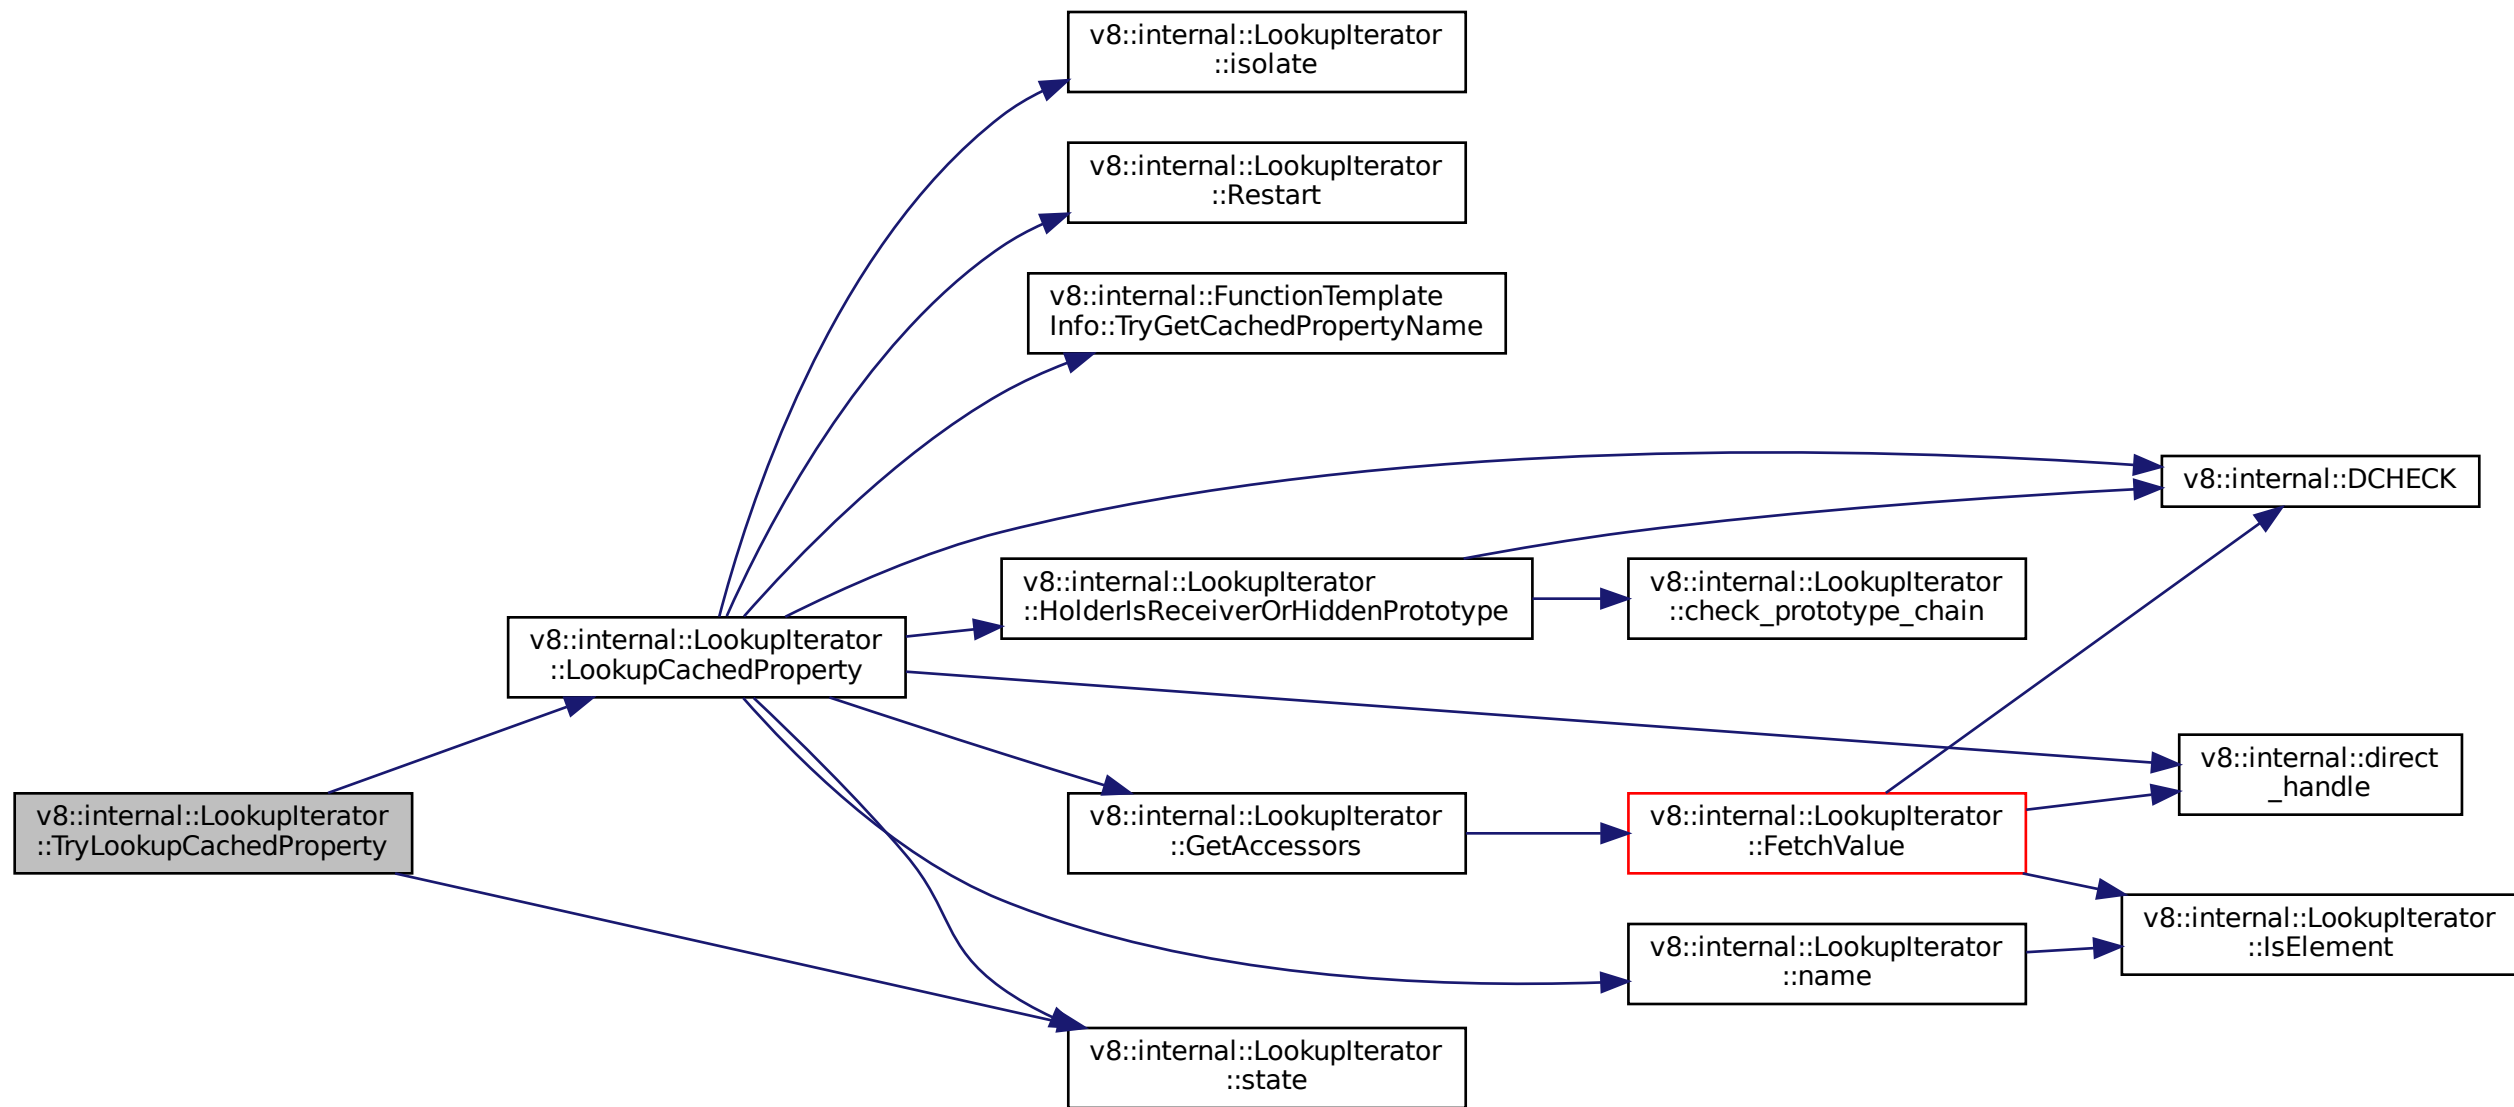 v8::internal::LookupIterator
::isolate
v8::internal::LookupIterator
::Restart
v8::internal::FunctionTemplate
Info::TryGetCachedPropertyName
v8::internal::DCHECK
v8::internal::LookupIterator
::HolderIsReceiverOrHiddenPrototype
v8::internal::LookupIterator
::check_prototype_chain
v8::internal::LookupIterator
::LookupCachedProperty
v8::internal::direct
_handle
v8::internal::LookupIterator
::TryLookupCachedProperty
v8::internal::LookupIterator
::GetAccessors
v8::internal::LookupIterator
::FetchValue
v8::internal::LookupIterator
::IsElement
v8::internal::LookupIterator
::name
v8::internal::LookupIterator
::state